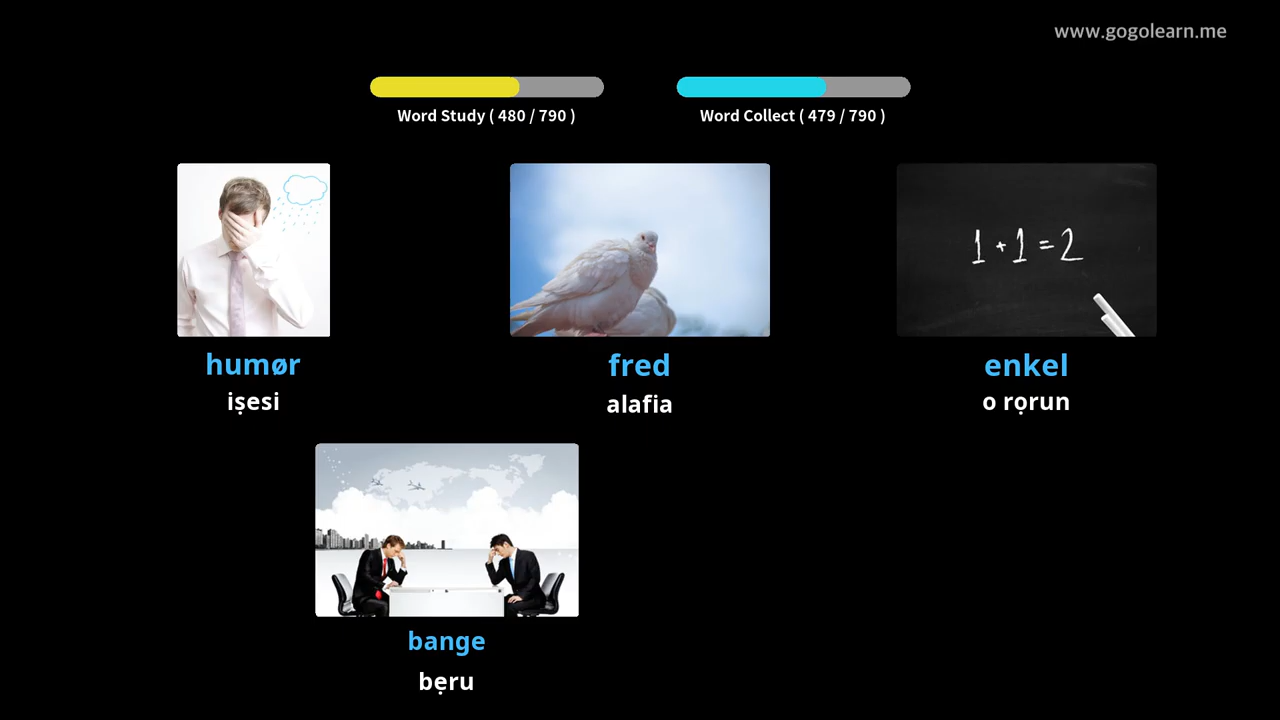 www.gogolearn.me
Word Study ( 480 / 790 )
Word Collect ( 479 / 790 )
1 + 1 = 2
humør
fred
enkel
iṣesi
alafia
o rọrun
bange
bẹru